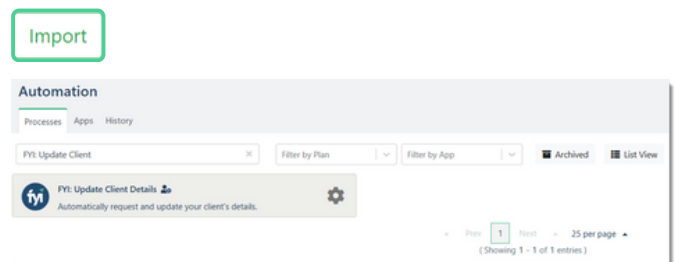 Import
Automation
Processes Apps History
FYI: Update Client × Filter by Plan Filter by App Archived List View
fyi FYI: Update Client Details
Automatically request and update your client's details.
« Prev 1 Next » 25 per page
(Showing 1 - 1 of 1 entries)